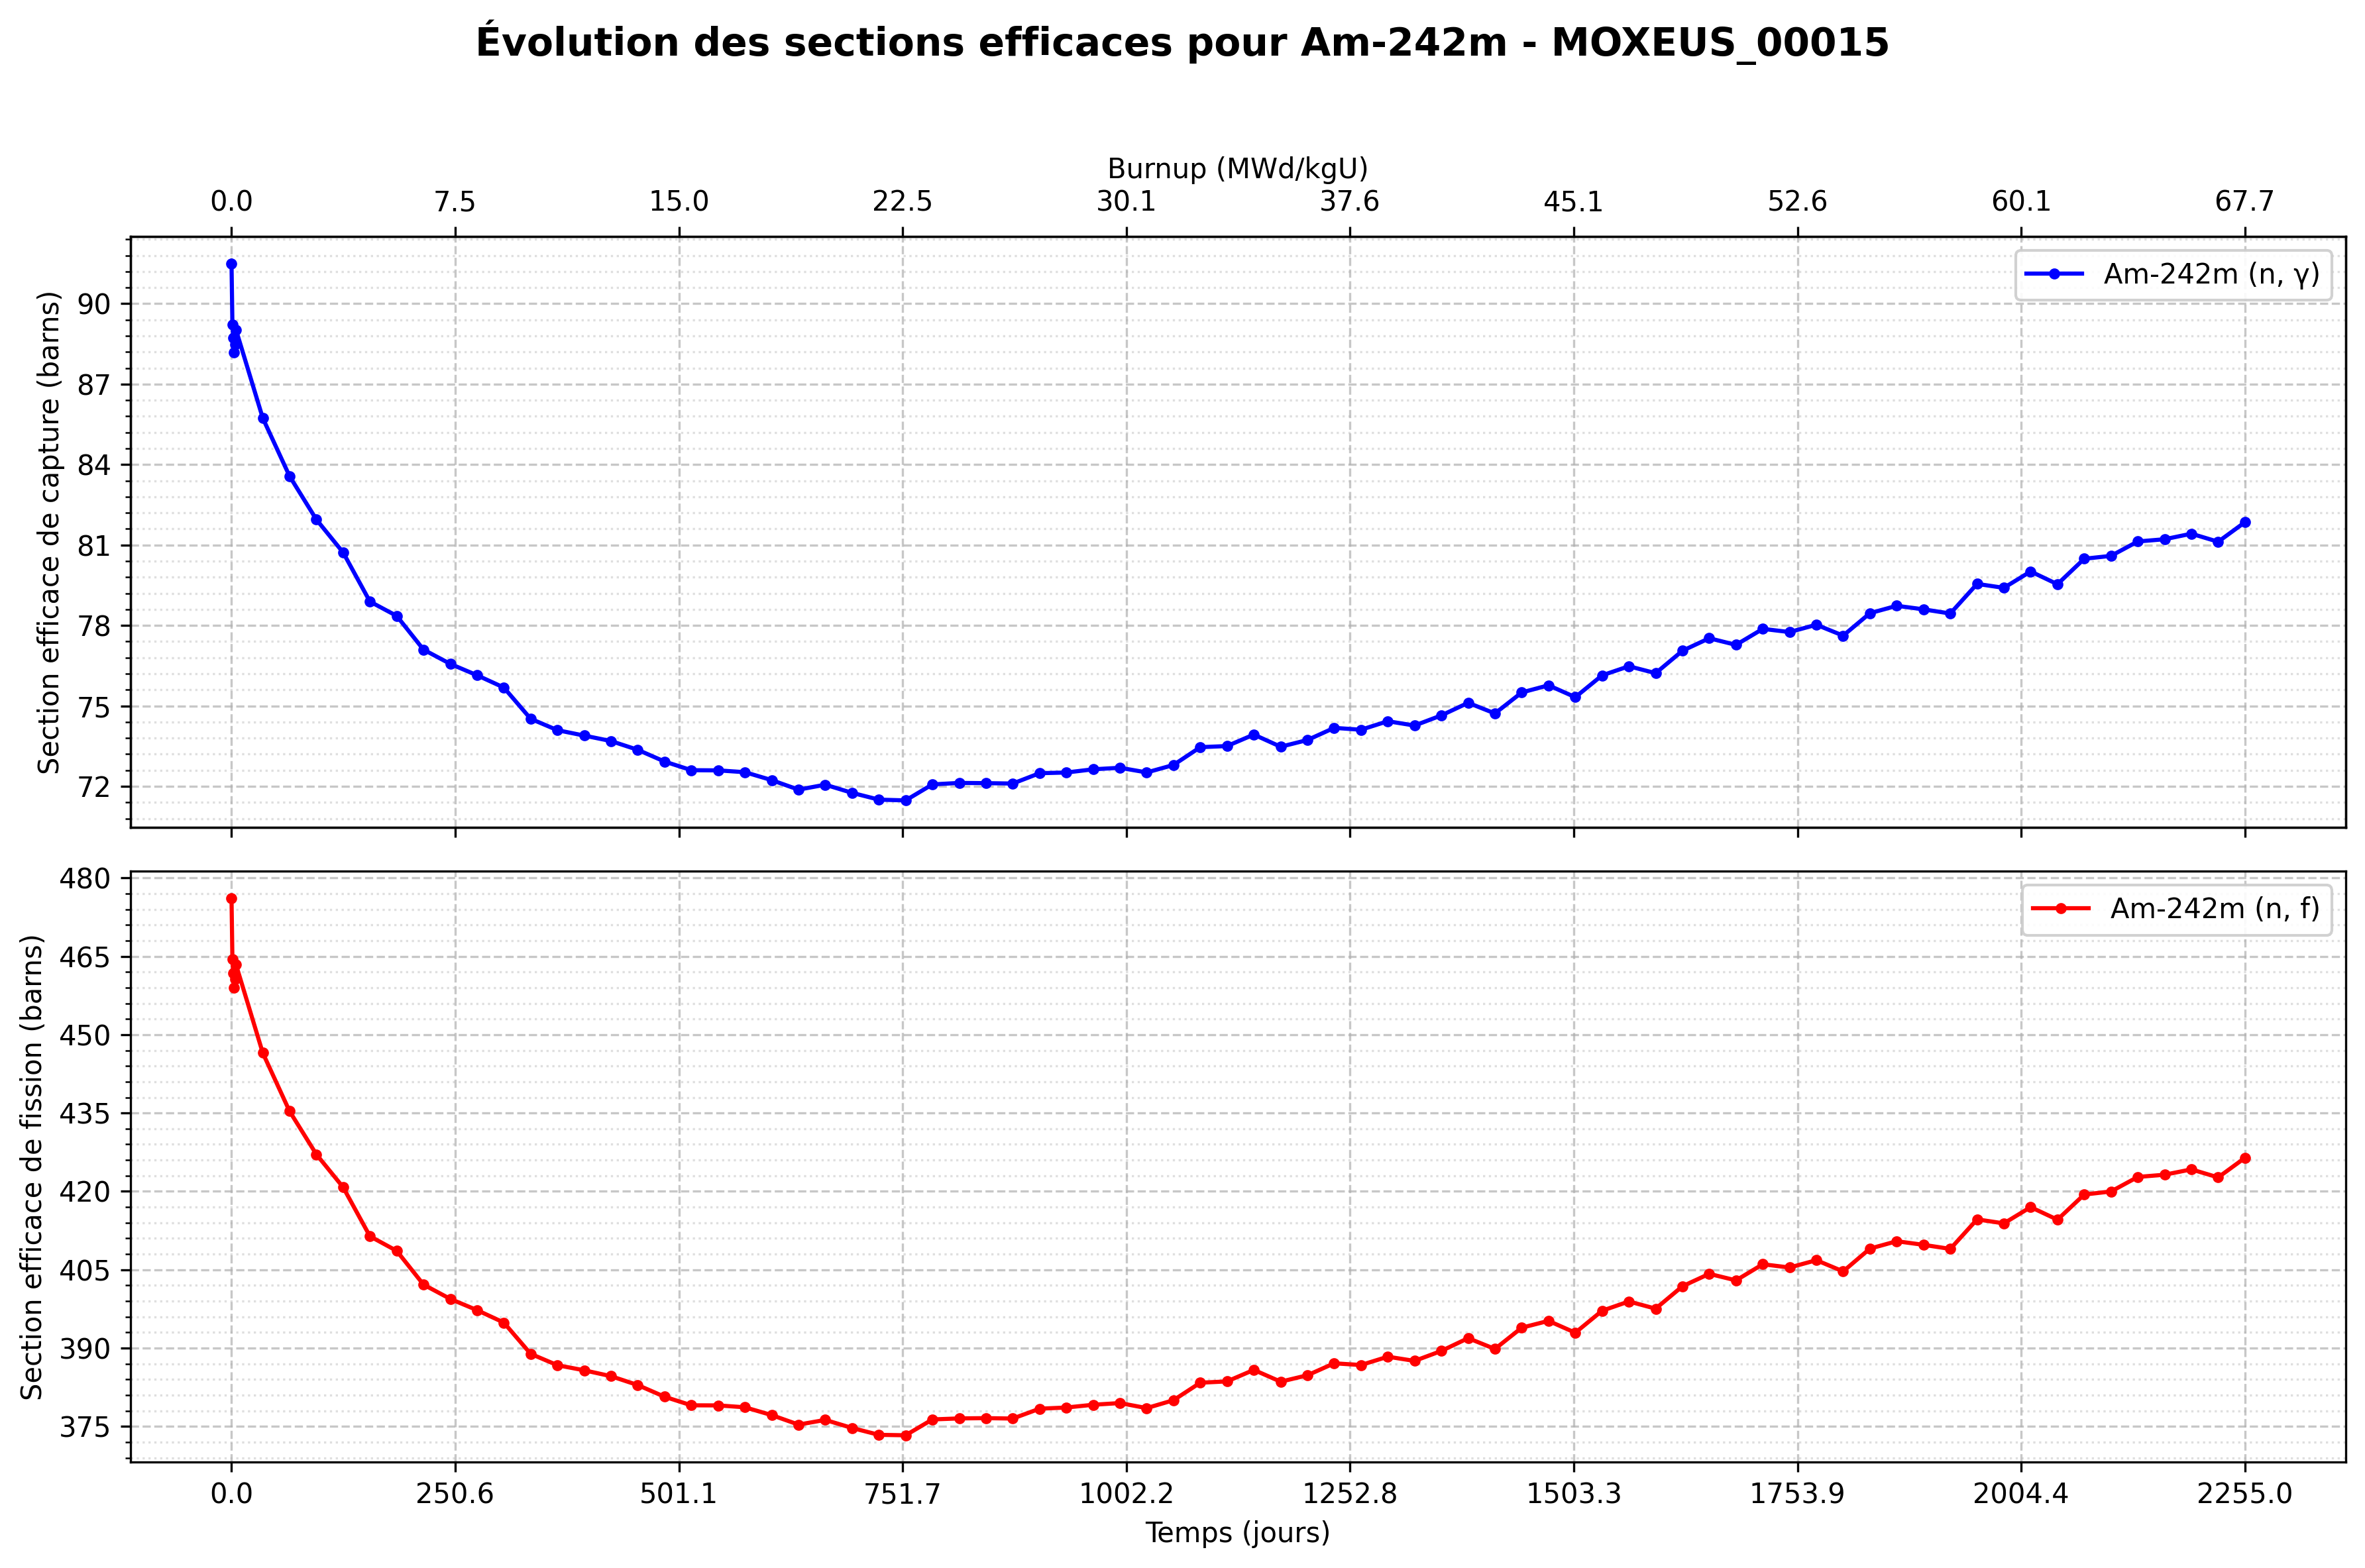 Évolution des sections efficaces pour Am-242m - MOXEUS_00015
Burnup (MWd/kgU)
0.0 7.5 15.0 22.5 30.1 37.6 45.1 52.6 60.1 67.7
Section efficace de capture (barns)
90
87
84
81
78
75
72
Am-242m (n, γ)
Section efficace de fission (barns)
480
465
450
435
420
405
390
375
Am-242m (n, f)
0.0 250.6 501.1 751.7 1002.2 1252.8 1503.3 1753.9 2004.4 2255.0
Temps (jours)